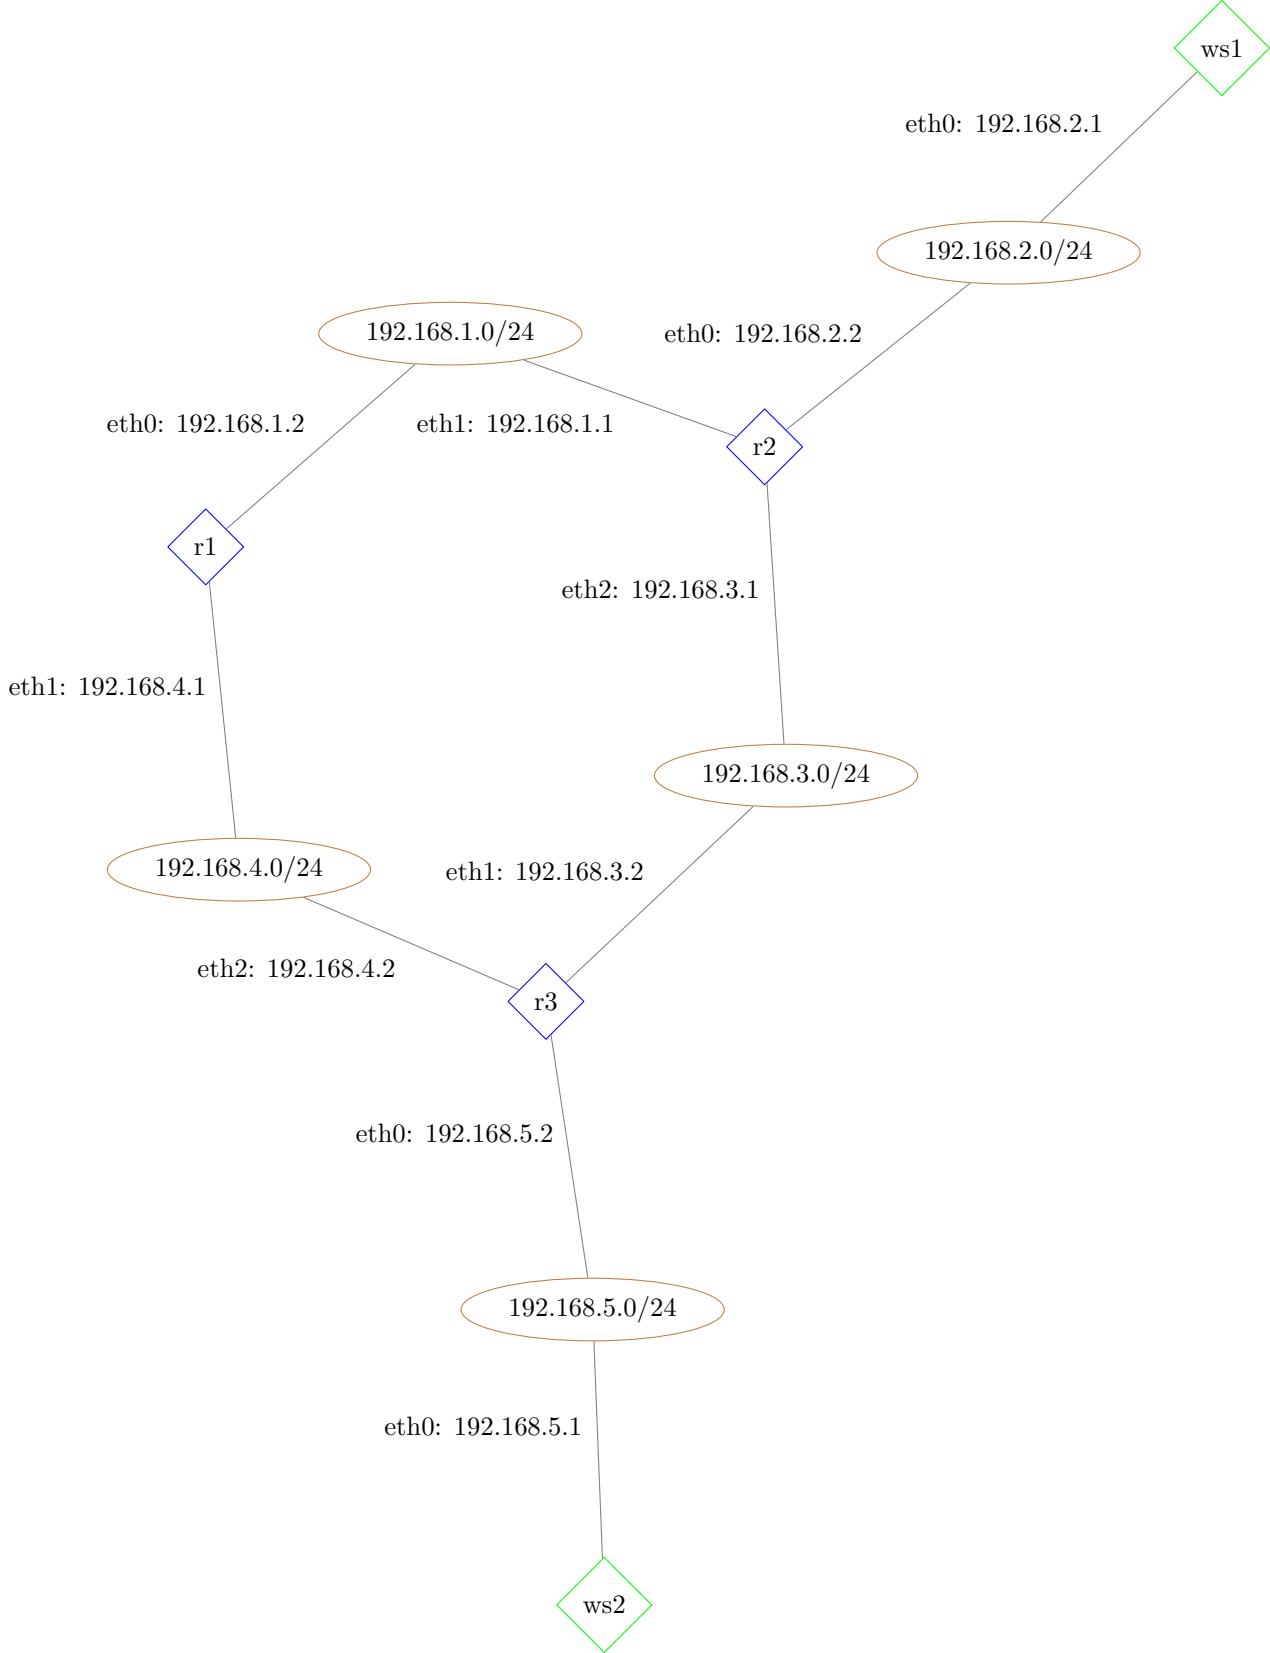 ws1
eth0: 192.168.2.1
192.168.2.0/24
192.168.1.0/24
eth0: 192.168.2.2
eth0: 192.168.1.2
eth1: 192.168.1.1
r2
r1
eth2: 192.168.3.1
eth1: 192.168.4.1
192.168.3.0/24
192.168.4.0/24
eth1: 192.168.3.2
eth2: 192.168.4.2
r3
eth0: 192.168.5.2
192.168.5.0/24
eth0: 192.168.5.1
ws2